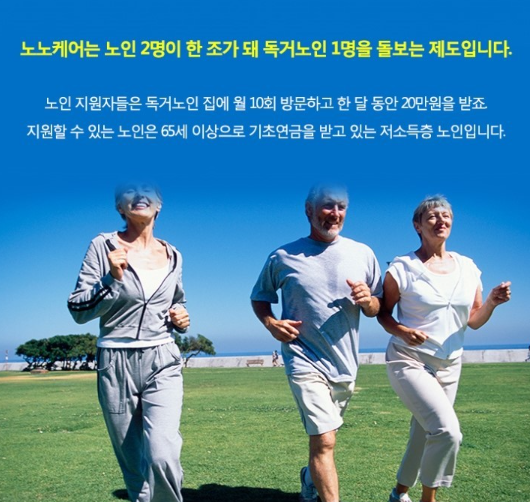 노노케어는 노인 2명이 한 조가 돼 독거노인 1명을 돌보는 제도입니다.
노인 지원자들은 독거노인 집에 월 10회 방문하고 한 달 동안 20만원을 받죠.
지원할 수 있는 노인은 65세 이상으로 기초연금을 받고 있는 저소득층 노인입니다.